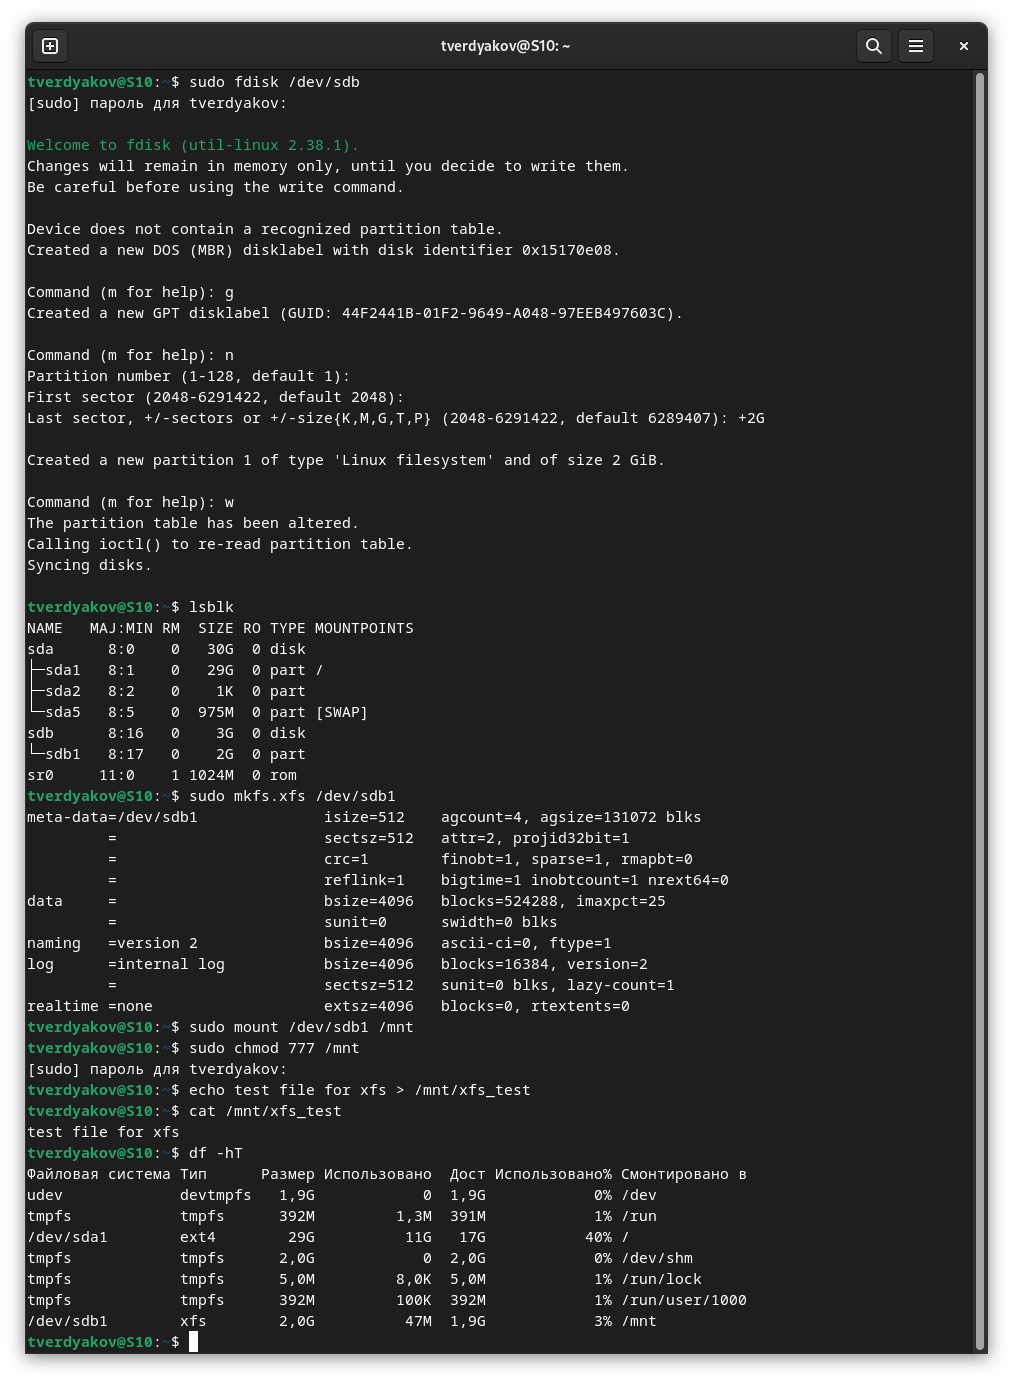 tverdyakov@S10: ~
tverdyakov@S10:~$ sudo fdisk /dev/sdb
[sudo] пароль для tverdyakov:

Welcome to fdisk (util-linux 2.38.1).
Changes will remain in memory only, until you decide to write them.
Be careful before using the write command.

Device does not contain a recognized partition table.
Created a new DOS (MBR) disklabel with disk identifier 0x15170e08.

Command (m for help): g
Created a new GPT disklabel (GUID: 44F2441B-01F2-9649-A048-97EEB497603C).

Command (m for help): n
Partition number (1-128, default 1):
First sector (2048-6291422, default 2048):
Last sector, +/-sectors or +/-size{K,M,G,T,P} (2048-6291422, default 6289407): +2G

Created a new partition 1 of type 'Linux filesystem' and of size 2 GiB.

Command (m for help): w
The partition table has been altered.
Calling ioctl() to re-read partition table.
Syncing disks.

tverdyakov@S10:~$ lsblk
NAME   MAJ:MIN RM  SIZE RO TYPE MOUNTPOINTS
sda      8:0    0   30G  0 disk
├─sda1   8:1    0   29G  0 part /
├─sda2   8:2    0    1K  0 part
└─sda5   8:5    0  975M  0 part [SWAP]
sdb      8:16   0    3G  0 disk
└─sdb1   8:17   0    2G  0 part
sr0     11:0    1 1024M  0 rom
tverdyakov@S10:~$ sudo mkfs.xfs /dev/sdb1
meta-data=/dev/sdb1              isize=512    agcount=4, agsize=131072 blks
         =                       sectsz=512   attr=2, projid32bit=1
         =                       crc=1        finobt=1, sparse=1, rmapbt=0
         =                       reflink=1    bigtime=1 inobtcount=1 nrext64=0
data     =                       bsize=4096   blocks=524288, imaxpct=25
         =                       sunit=0      swidth=0 blks
naming   =version 2              bsize=4096   ascii-ci=0, ftype=1
log      =internal log           bsize=4096   blocks=16384, version=2
         =                       sectsz=512   sunit=0 blks, lazy-count=1
realtime =none                   extsz=4096   blocks=0, rtextents=0
tverdyakov@S10:~$ sudo mount /dev/sdb1 /mnt
tverdyakov@S10:~$ sudo chmod 777 /mnt
[sudo] пароль для tverdyakov:
tverdyakov@S10:~$ echo test file for xfs > /mnt/xfs_test
tverdyakov@S10:~$ cat /mnt/xfs_test
test file for xfs
tverdyakov@S10:~$ df -hT
Файловая система Тип      Размер Использовано  Дост Использовано% Смонтировано в
udev             devtmpfs   1,9G            0  1,9G            0% /dev
tmpfs            tmpfs      392M         1,3M  391M            1% /run
/dev/sda1        ext4        29G          11G   17G           40% /
tmpfs            tmpfs      2,0G            0  2,0G            0% /dev/shm
tmpfs            tmpfs      5,0M         8,0K  5,0M            1% /run/lock
tmpfs            tmpfs      392M         100K  392M            1% /run/user/1000
/dev/sdb1        xfs        2,0G          47M  1,9G            3% /mnt
tverdyakov@S10:~$